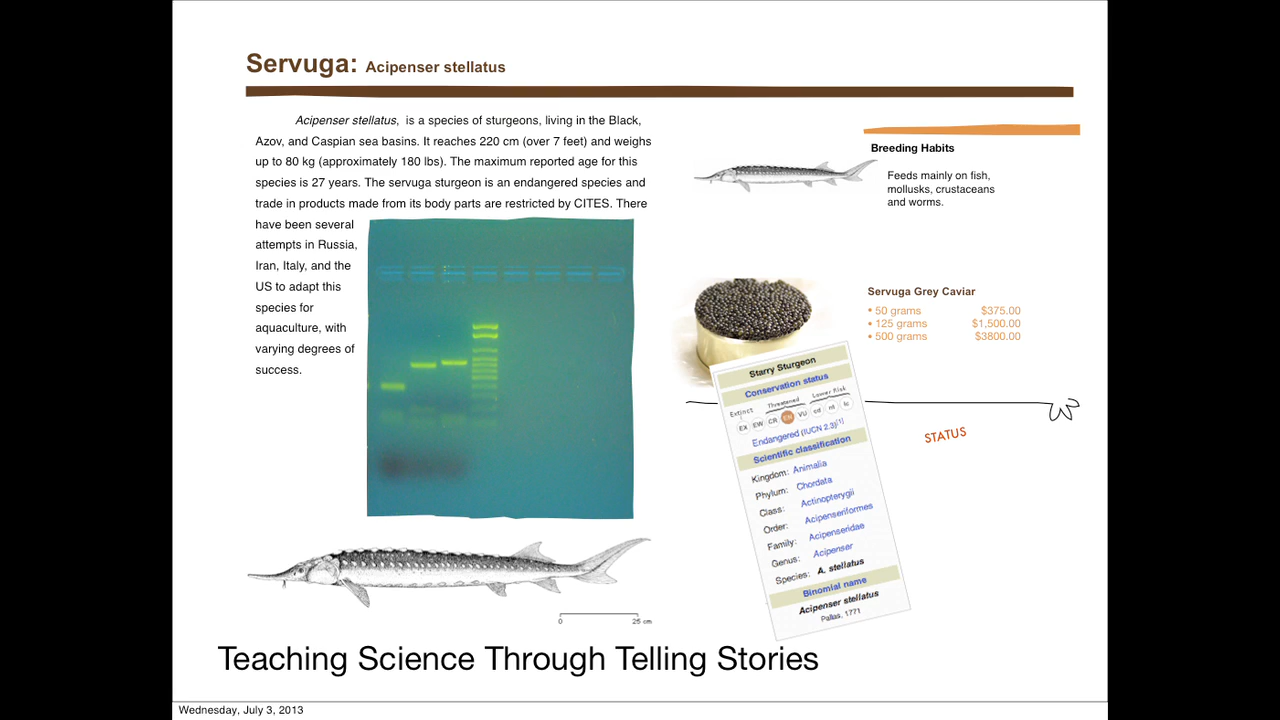 Servuga: Acipenser stellatus
Acipenser stellatus, is a species of sturgeons, living in the Black,
Azov, and Caspian sea basins. It reaches 220 cm (over 7 feet) and weighs
up to 80 kg (approximately 180 lbs). The maximum reported age for this
species is 27 years. The servuga sturgeon is an endangered species and
trade in products made from its body parts are restricted by CITES. There
have been several
attempts in Russia,
Iran, Italy, and the
US to adapt this
species for
aquaculture, with
varying degrees of
success.
0 25 cm
Breeding Habits
Feeds mainly on fish,
mollusks, crustaceans
and worms.
Servuga Grey Caviar
• 50 grams $375.00
• 125 grams $1,500.00
• 500 grams $3800.00
STATUS
Starry Sturgeon
Conservation status
Extinct Threatened Lower Risk
EX EW CR EN VU cd nt lc
Endangered (IUCN 2.3)[1]
Scientific classification
Kingdom: Animalia
Phylum: Chordata
Class: Actinopterygii
Order: Acipenseriformes
Family: Acipenseridae
Genus: Acipenser
Species: A. stellatus
Binomial name
Acipenser stellatus
Pallas, 1771
Teaching Science Through Telling Stories
Wednesday, July 3, 2013